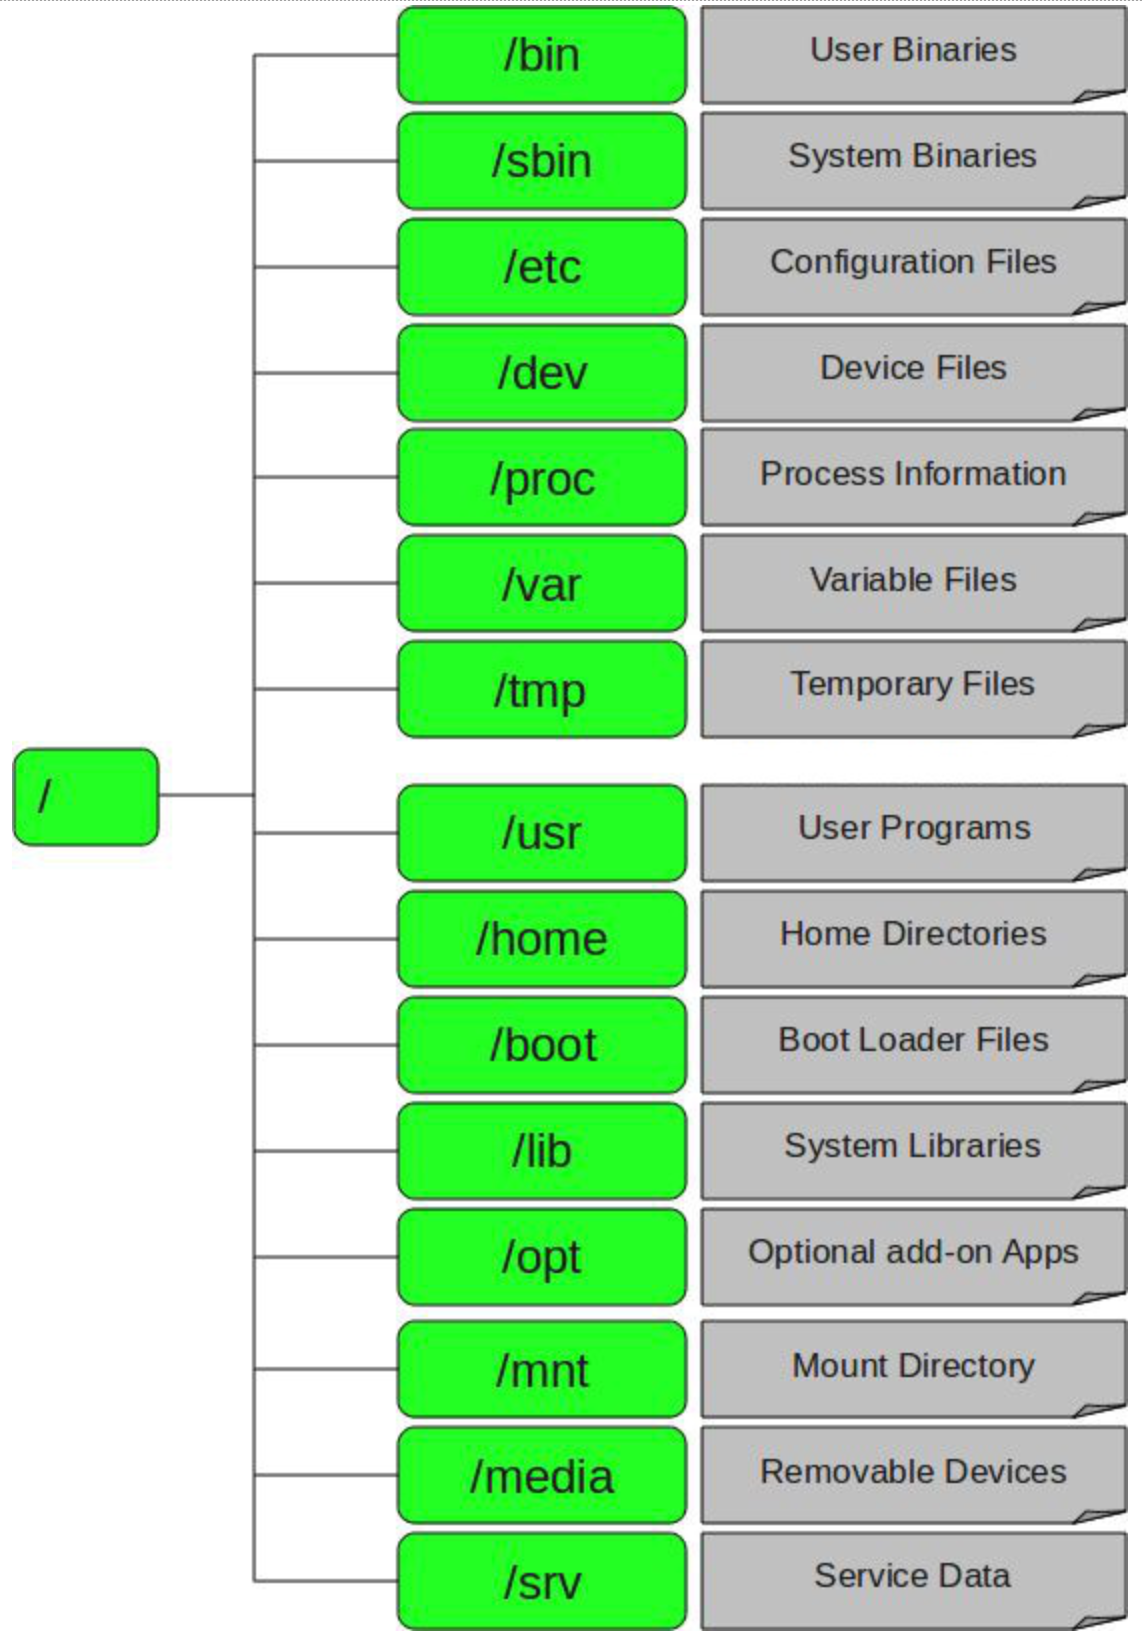 /bin User Binaries
/sbin System Binaries
/etc Configuration Files
/dev Device Files
/proc Process Information
/var Variable Files
/tmp Temporary Files
/
/usr User Programs
/home Home Directories
/boot Boot Loader Files
/lib System Libraries
/opt Optional add-on Apps
/mnt Mount Directory
/media Removable Devices
/srv Service Data